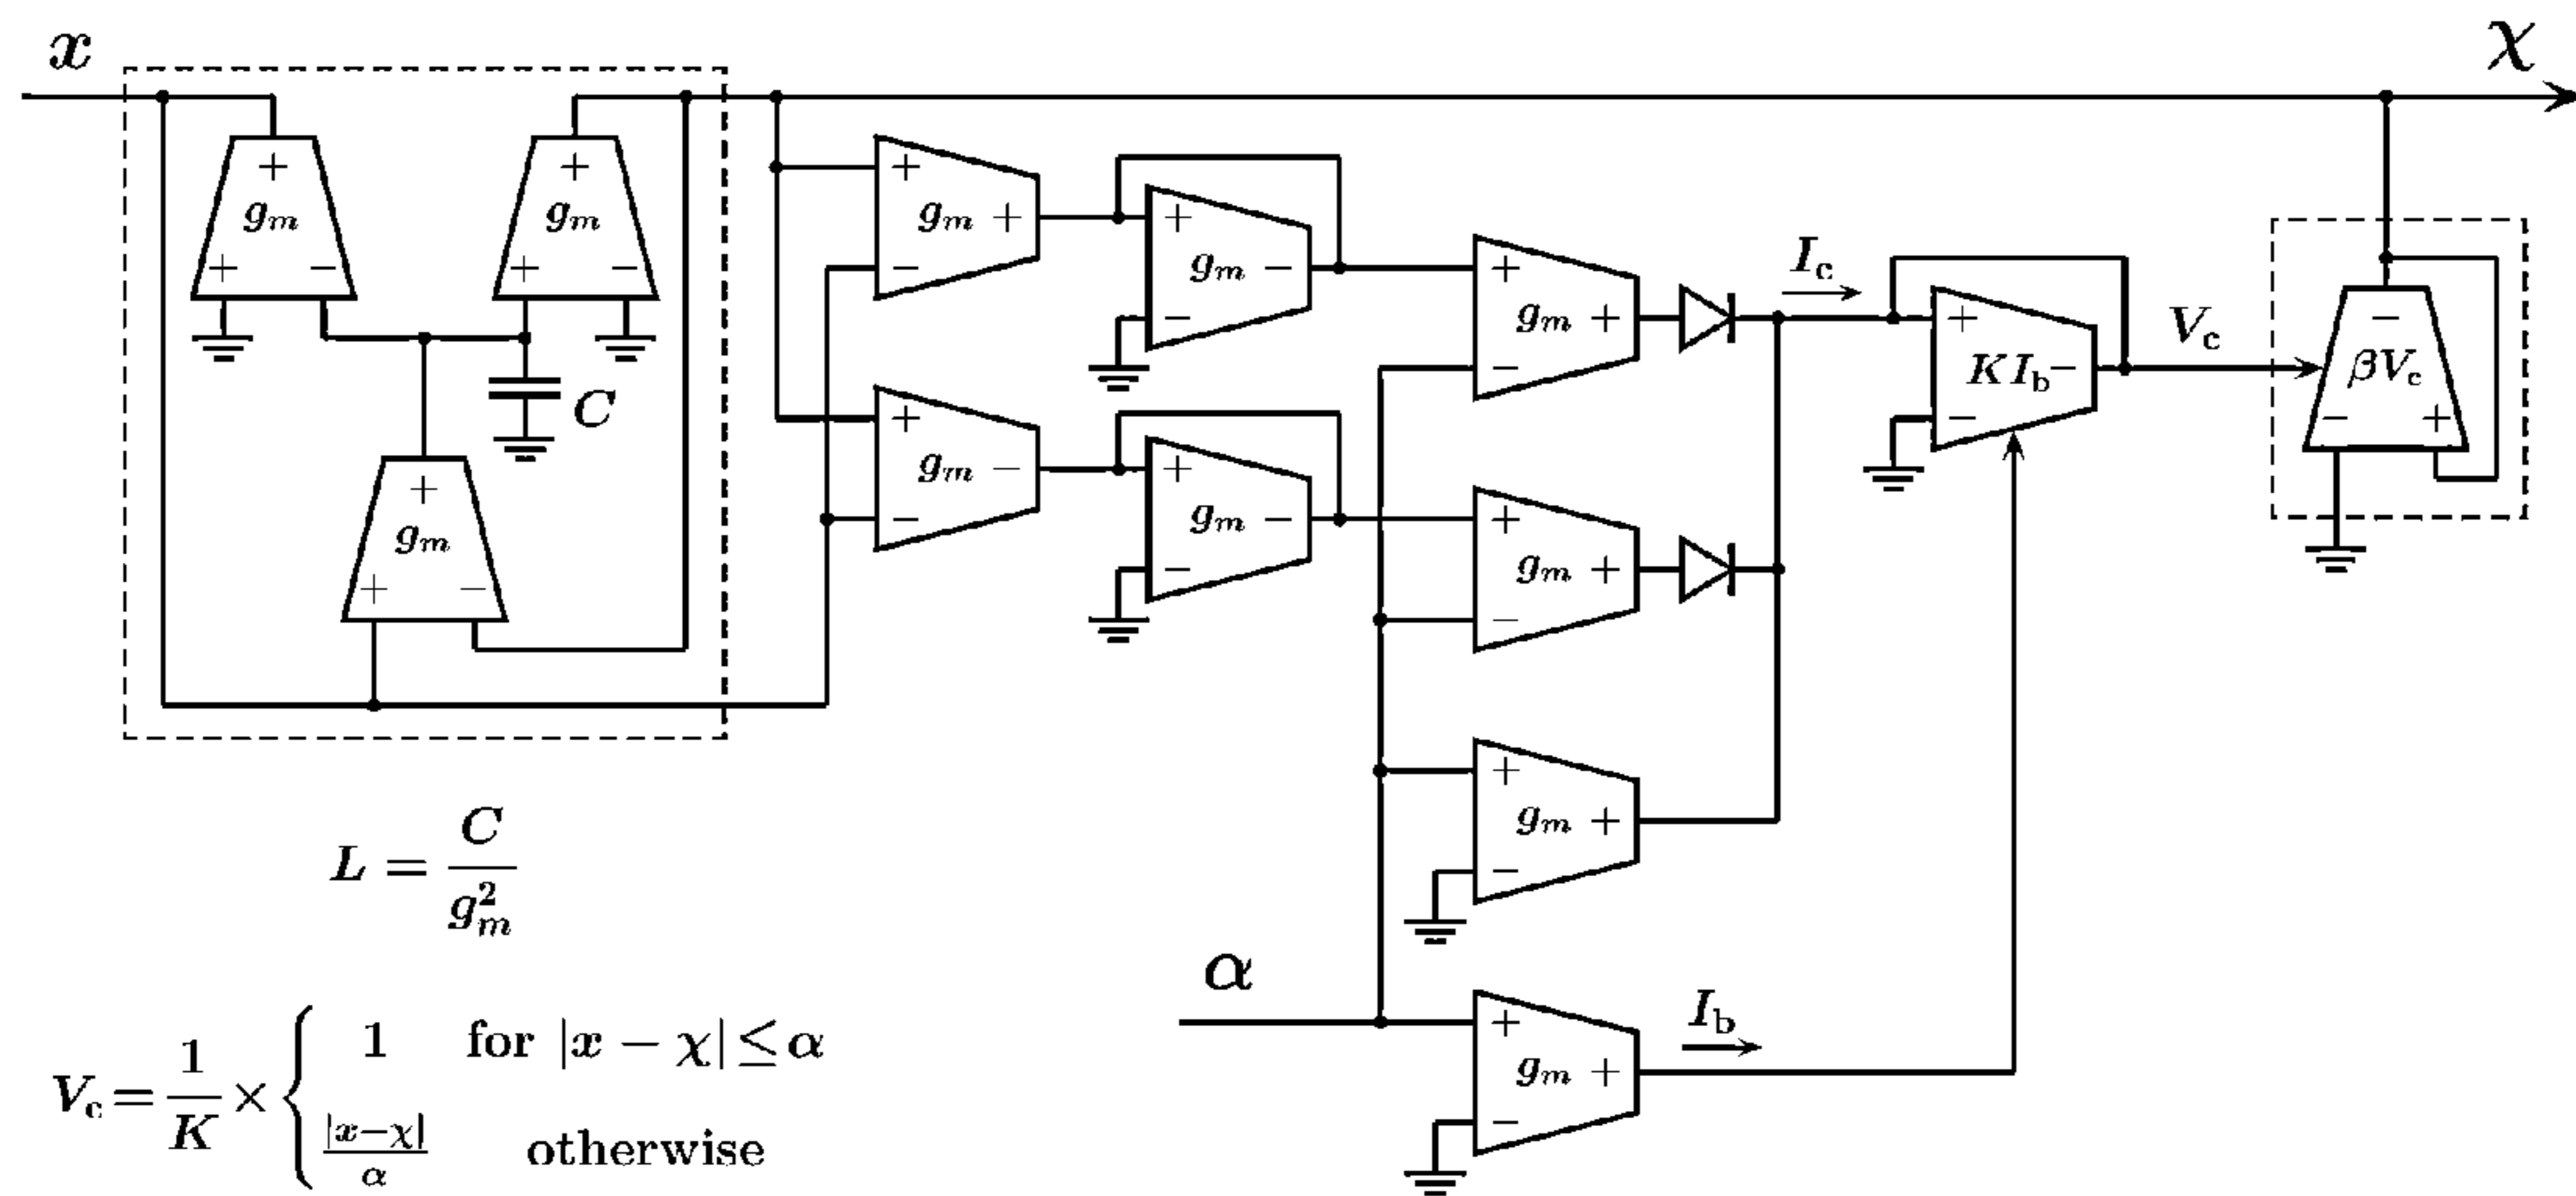 x
χ
+
g_m
+ −
+
g_m
+ −
C
+
g_m
+ −
+
g_m +
−
+
g_m −
−
+
g_m −
−
+
g_m −
−
+
g_m +
−
+
g_m +
−
+
g_m +
−
α
+
g_m +
−
I_c
I_b
+
KI_b −
−
V_c
−
βV_c
− +
L = C / g_m^2
V_c = 1/K × { 1 for |x − χ| ≤ α
|x−χ|/α otherwise